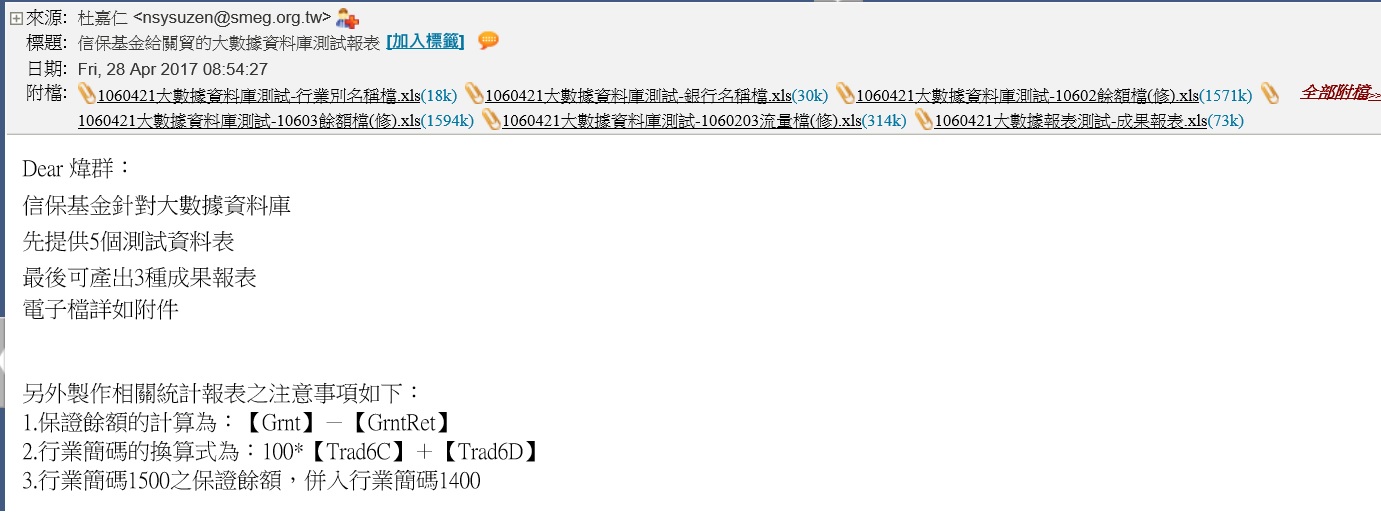 來源: 杜嘉仁 <nsysuzen@smeg.org.tw>
標題: 信保基金給關貿的大數據資料庫測試報表 [加入標籤]
日期: Fri, 28 Apr 2017 08:54:27
附檔: 1060421大數據資料庫測試-行業別名稱檔.xls(18k) 1060421大數據資料庫測試-銀行名稱檔.xls(30k) 1060421大數據資料庫測試-10602餘額檔(修).xls(1571k) 全部附檔>>
1060421大數據資料庫測試-10603餘額檔(修).xls(1594k) 1060421大數據資料庫測試-1060203流量檔(修).xls(314k) 1060421大數據報表測試-成果報表.xls(73k)
Dear 煒群：
信保基金針對大數據資料庫
先提供5個測試資料表
最後可產出3種成果報表
電子檔詳如附件
另外製作相關統計報表之注意事項如下：
1.保證餘額的計算為：【Grnt】－【GrntRet】
2.行業簡碼的換算式為：100*【Trad6C】＋【Trad6D】
3.行業簡碼1500之保證餘額，併入行業簡碼1400